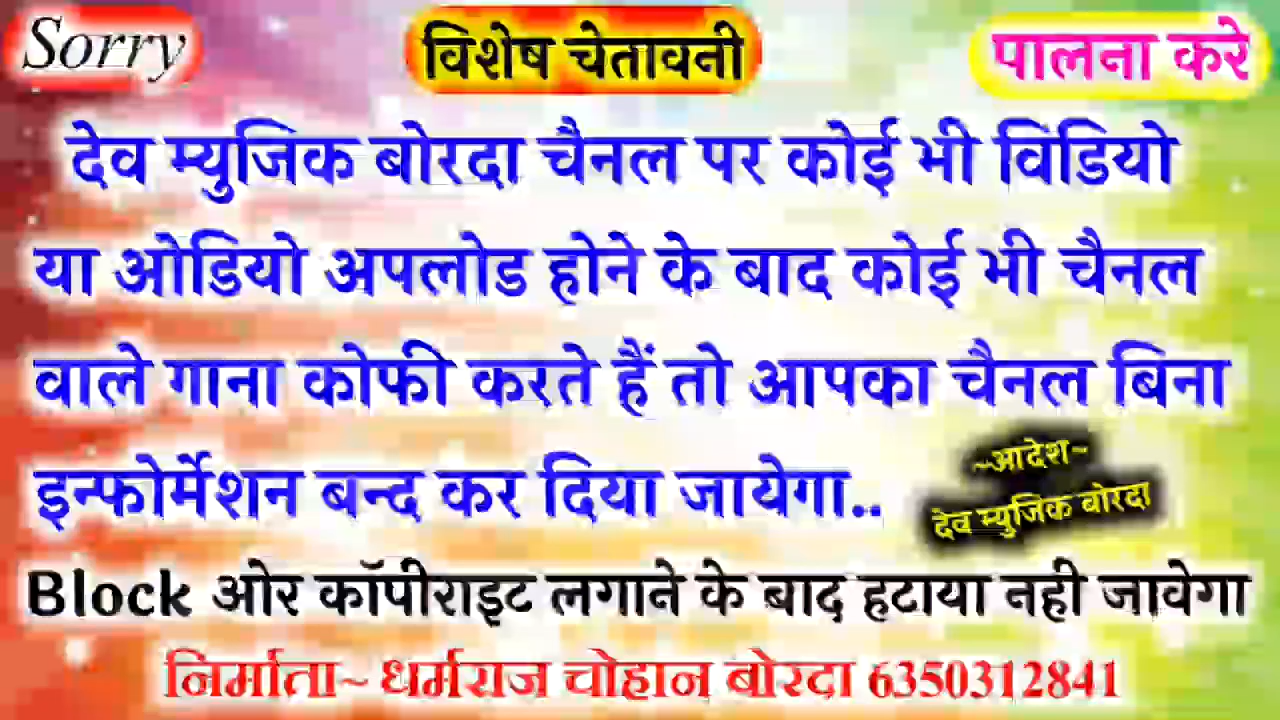 Sorry विशेष चेतावनी पालना करे
देव म्युजिक बोरदा चैनल पर कोई भी विडियो
या ओडियो अपलोड होने के बाद कोई भी चैनल
वाले गाना कोफी करते हैं तो आपका चैनल बिना
इन्फोर्मेशन बन्द कर दिया जायेगा..
~आदेश~
देव म्युजिक बोरदा
Block ओर कॉपीराइट लगाने के बाद हटाया नही जावेगा
निर्माता~ धर्मराज चोहान बोरदा 6350312841